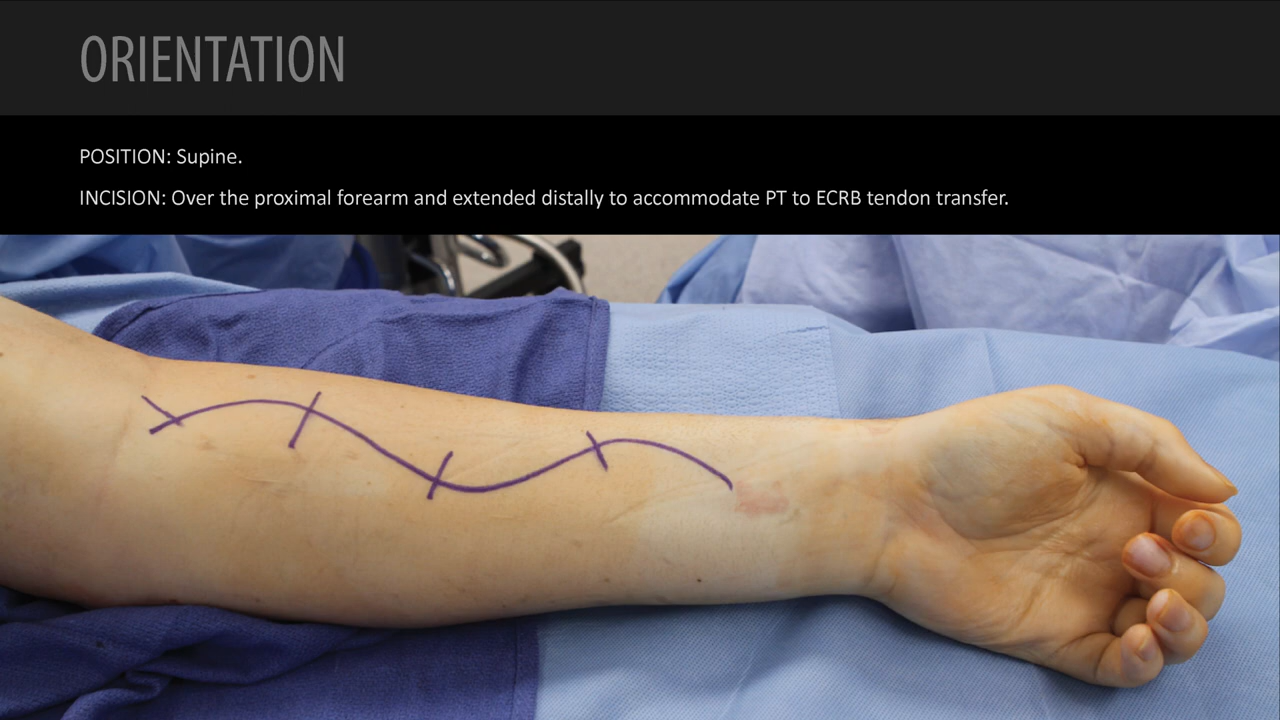 ORIENTATION
POSITION: Supine.
INCISION: Over the proximal forearm and extended distally to accommodate PT to ECRB tendon transfer.